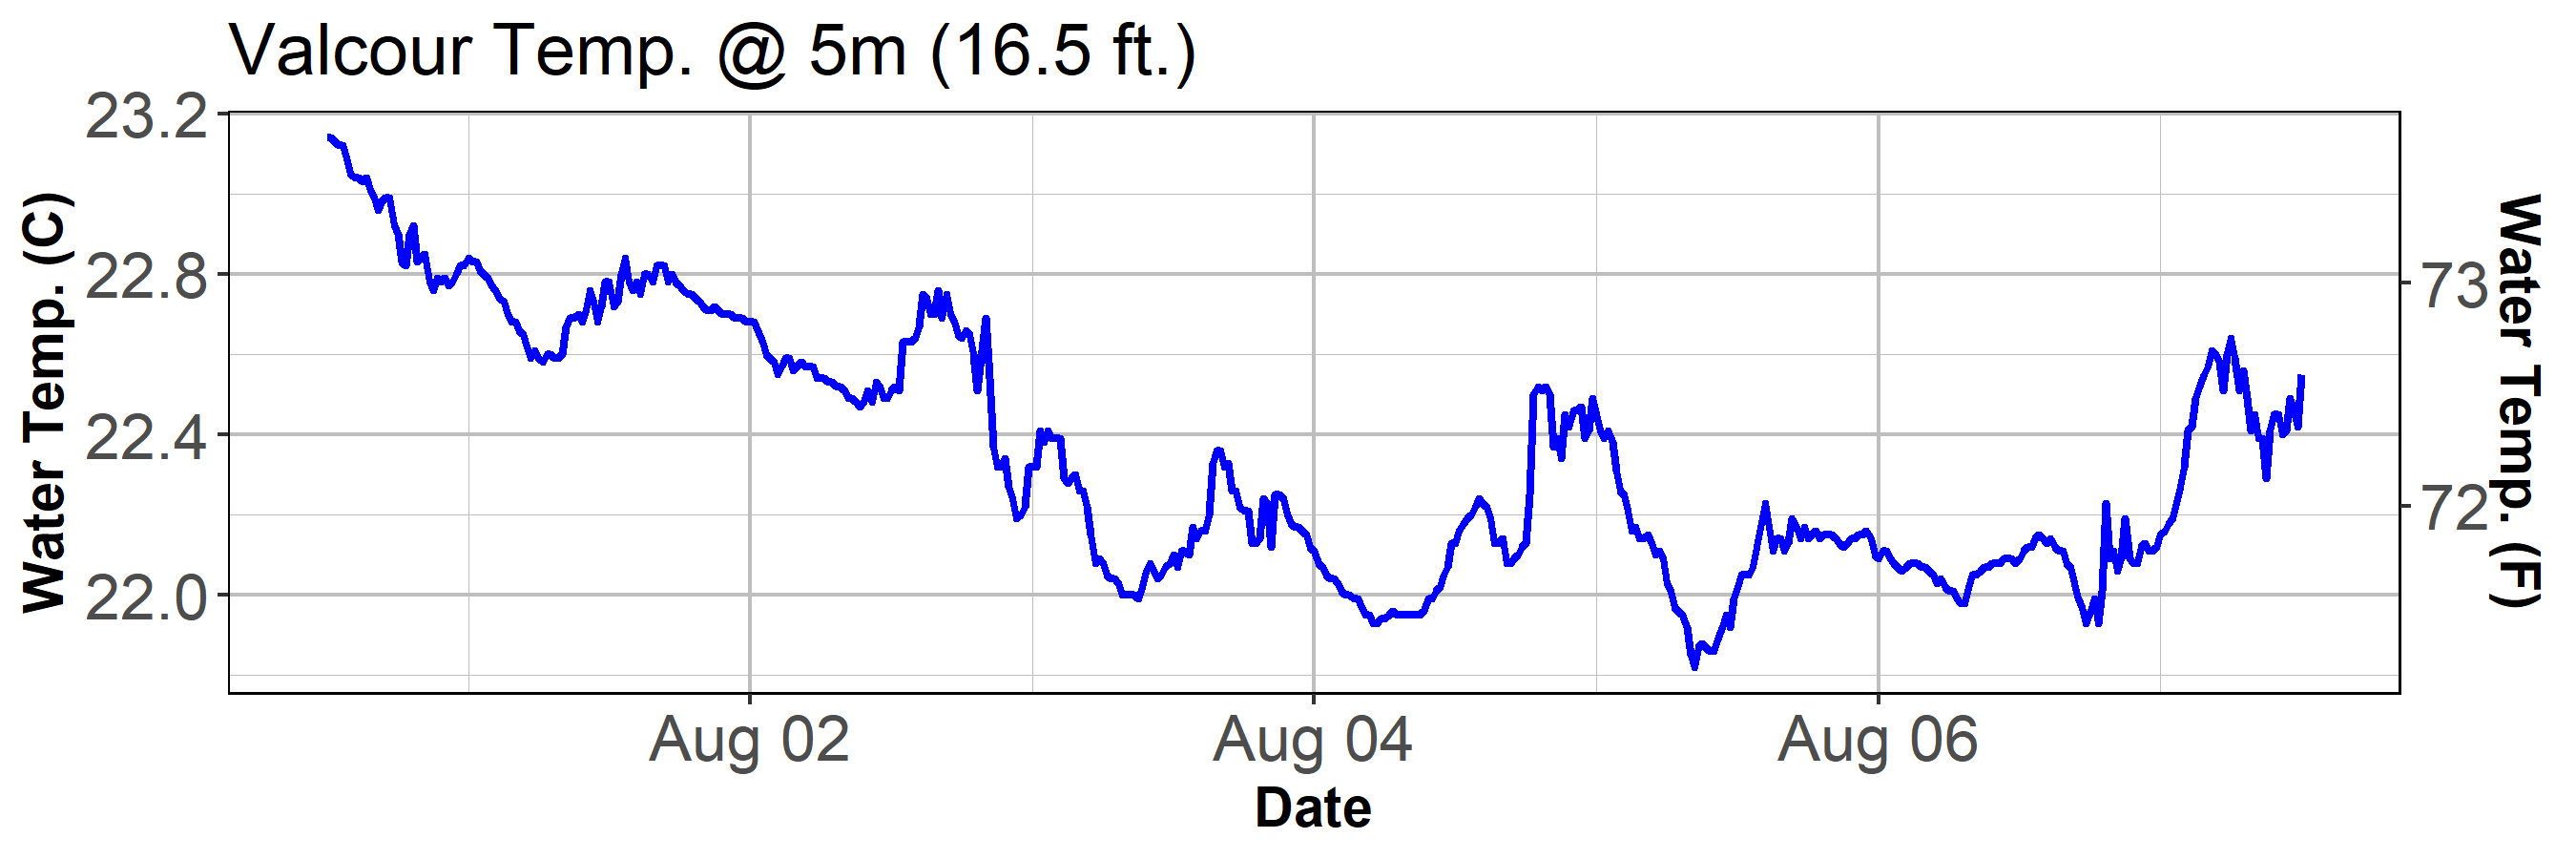 Valcour Temp. @ 5m (16.5 ft.)
Water Temp. (C)
23.2
22.8
22.4
22.0
73
72
Water Temp. (F)
Aug 02
Aug 04
Aug 06
Date